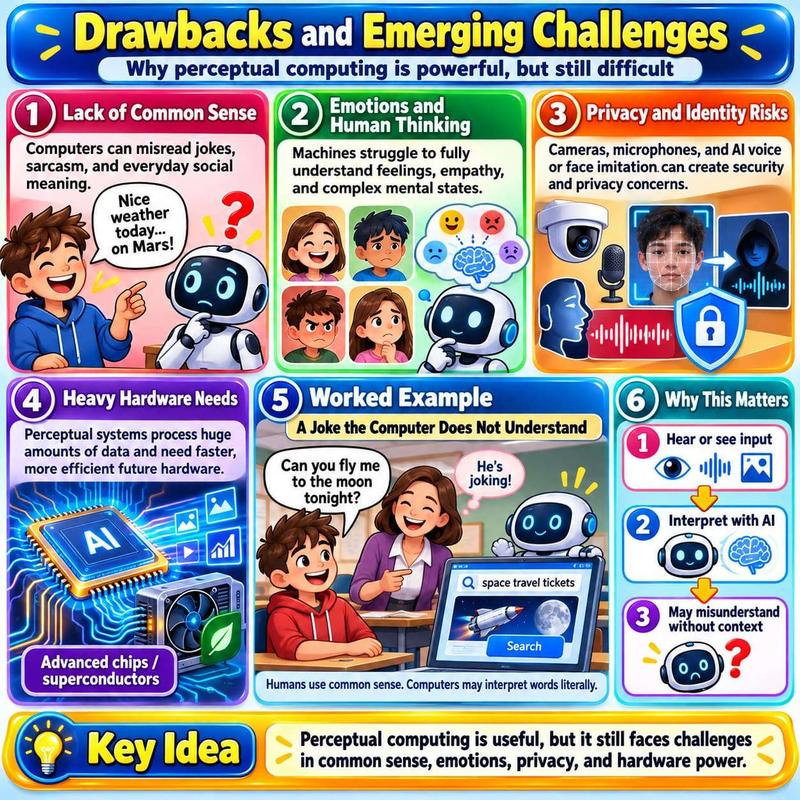 Drawbacks and Emerging Challenges
Why perceptual computing is powerful, but still difficult
1 Lack of Common Sense
Computers can misread jokes,
sarcasm, and everyday social
meaning.
Nice
weather
today...
on Mars!
?
2 Emotions and
Human Thinking
Machines struggle to fully
understand feelings, empathy,
and complex mental states.
3 Privacy and Identity Risks
Cameras, microphones, and AI voice
or face imitation can create security
and privacy concerns.
4 Heavy Hardware Needs
Perceptual systems process huge
amounts of data and need faster,
more efficient future hardware.
AI
Advanced chips /
superconductors
5 Worked Example
A Joke the Computer Does Not Understand
Can you fly me
to the moon
tonight?
He's
joking!
space travel tickets
Search
Humans use common sense. Computers may interpret words literally.
6 Why This Matters
1 Hear or see input
2 Interpret with AI
3 May misunderstand
without context
?
Key Idea
Perceptual computing is useful, but it still faces challenges
in common sense, emotions, privacy, and hardware power.